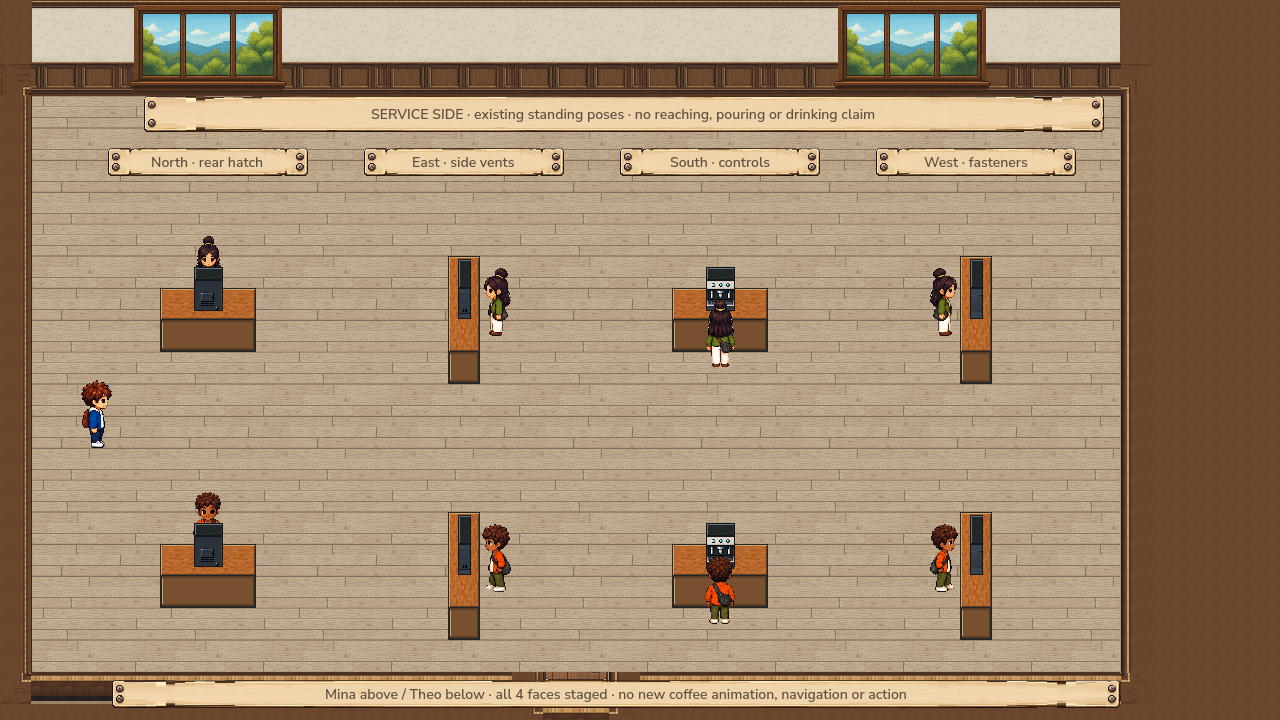 SERVICE SIDE · existing standing poses · no reaching, pouring or drinking claim
North · rear hatch
East · side vents
South · controls
West · fasteners
Mina above / Theo below · all 4 faces staged · no new coffee animation, navigation or action